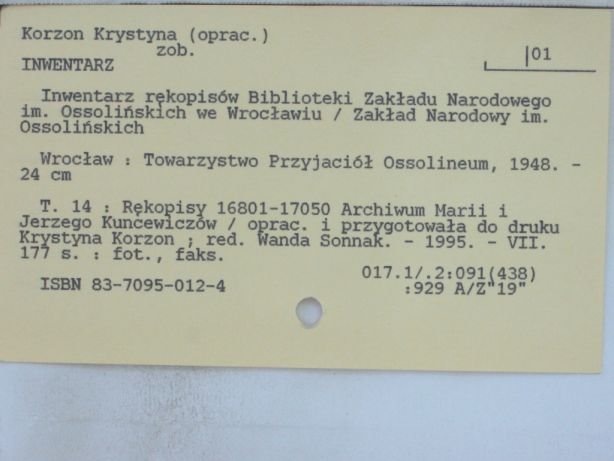 Korzon Krystyna (oprac.)
zob.
INWENTARZ
01
Inwentarz rękopisów Biblioteki Zakładu Narodowego
im. Ossolińskich we Wrocławiu / Zakład Narodowy im.
Ossolińskich
Wrocław : Towarzystwo Przyjaciół Ossolineum, 1948. -
24 cm
T. 14 : Rękopisy 16801-17050 Archiwum Marii i
Jerzego Kuncewiczów / oprac. i przygotowała do druku
Krystyna Korzon ; red. Wanda Sonnak. - 1995. - VII.
177 s. : fot., faks.
017.1/.2:091(438)
ISBN 83-7095-012-4
:929 A/Z"19"